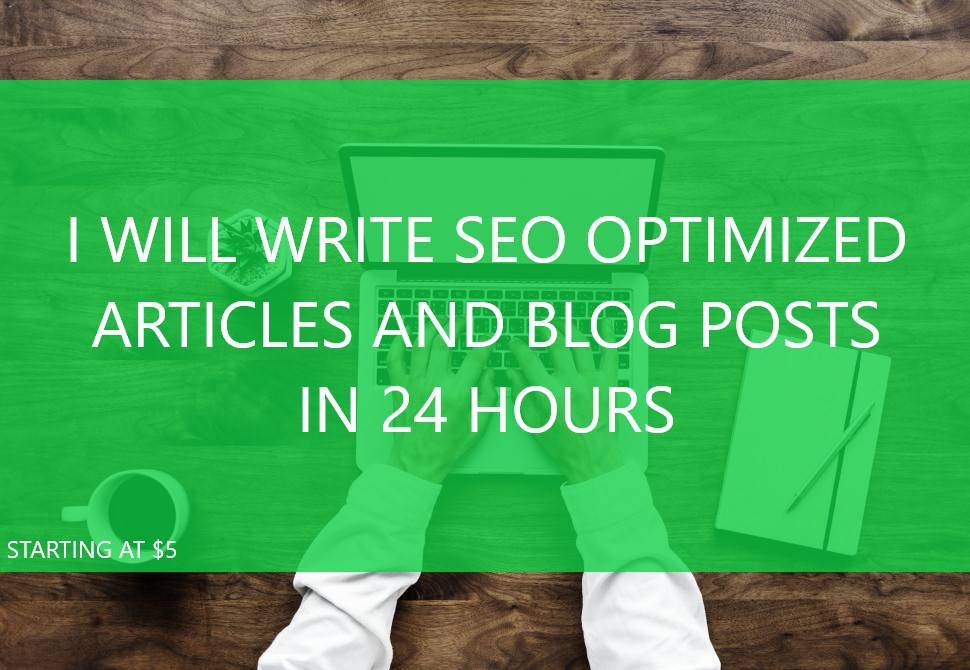 I WILL WRITE SEO OPTIMIZED
ARTICLES AND BLOG POSTS
IN 24 HOURS
STARTING AT $5